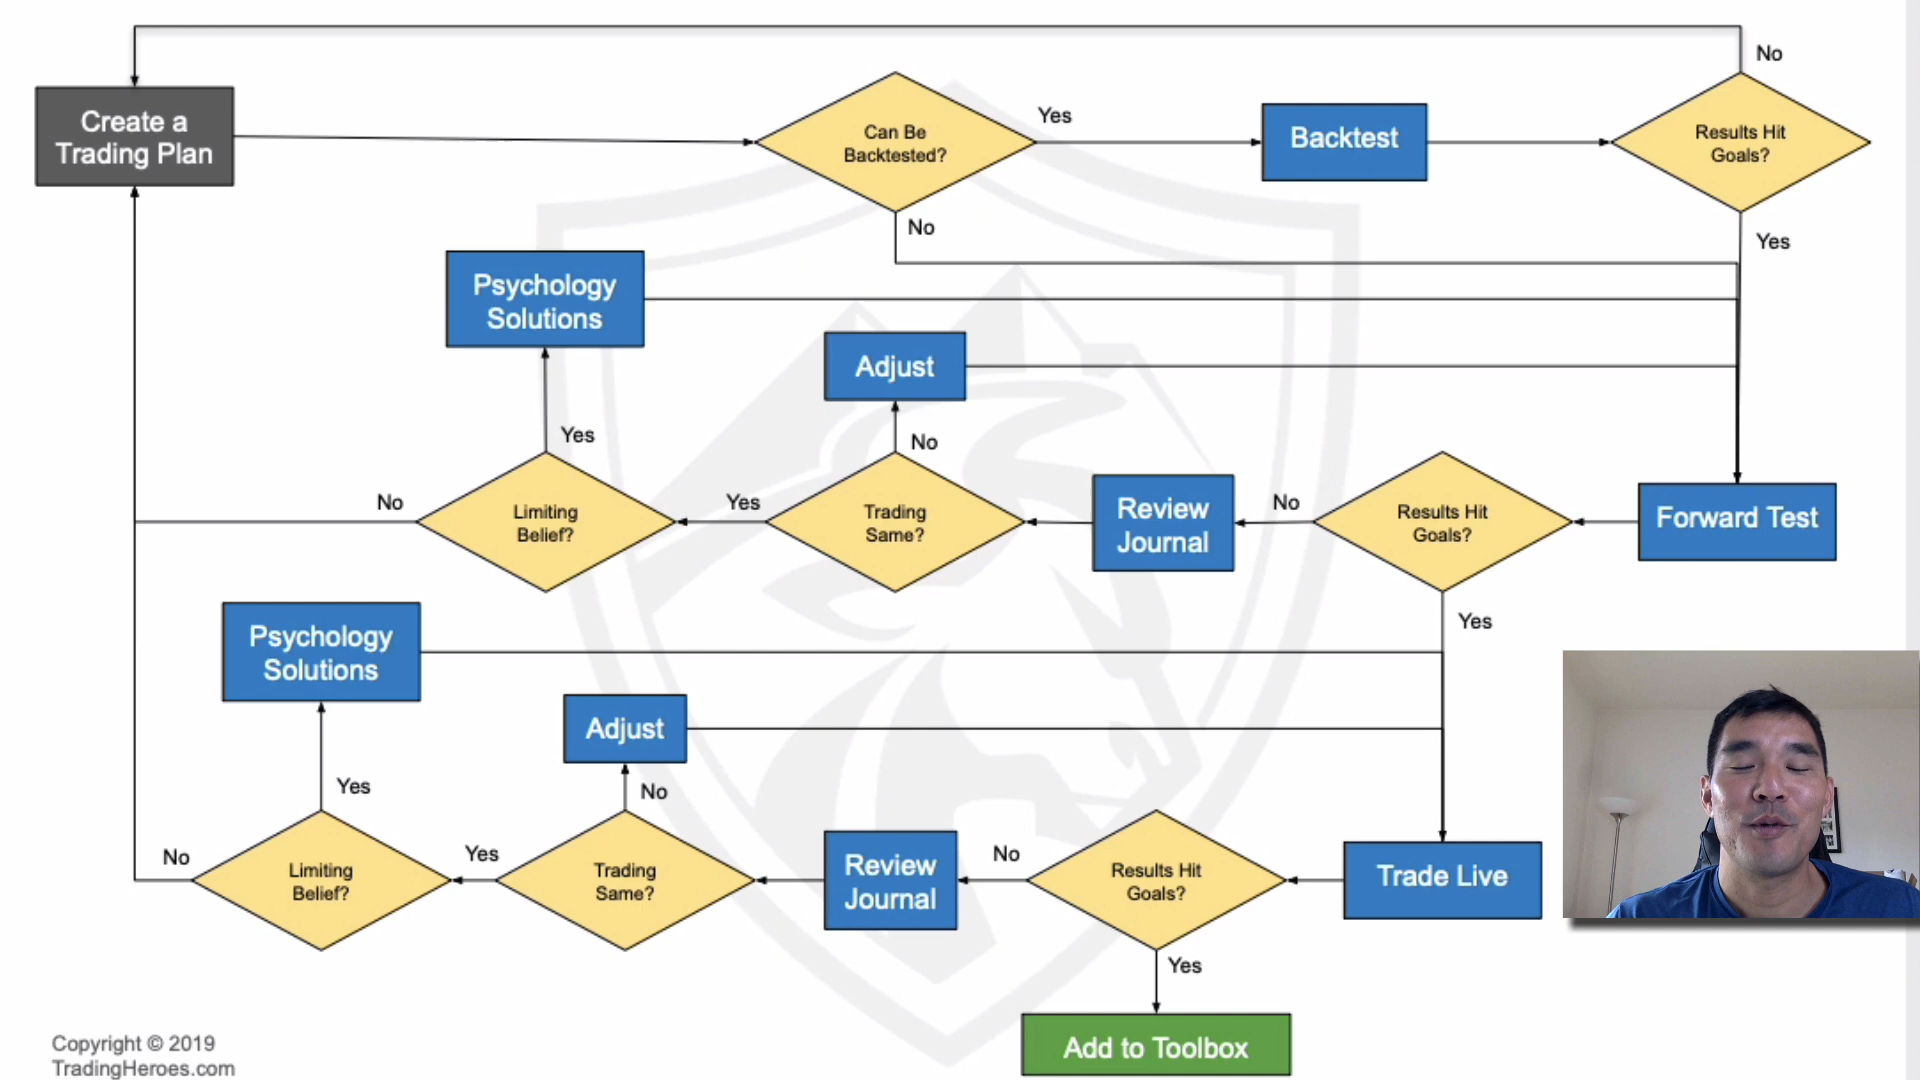 No
Create a
Trading Plan
Can Be
Backtested?
Yes
Backtest
Results Hit
Goals?
No
Yes
Psychology
Solutions
Adjust
Yes
No
No
Limiting
Belief?
Yes
Trading
Same?
Review
Journal
No
Results Hit
Goals?
Forward Test
Yes
Psychology
Solutions
Adjust
Yes
No
No
Limiting
Belief?
Yes
Trading
Same?
Review
Journal
No
Results Hit
Goals?
Trade Live
Yes
Add to Toolbox
Copyright © 2019
TradingHeroes.com